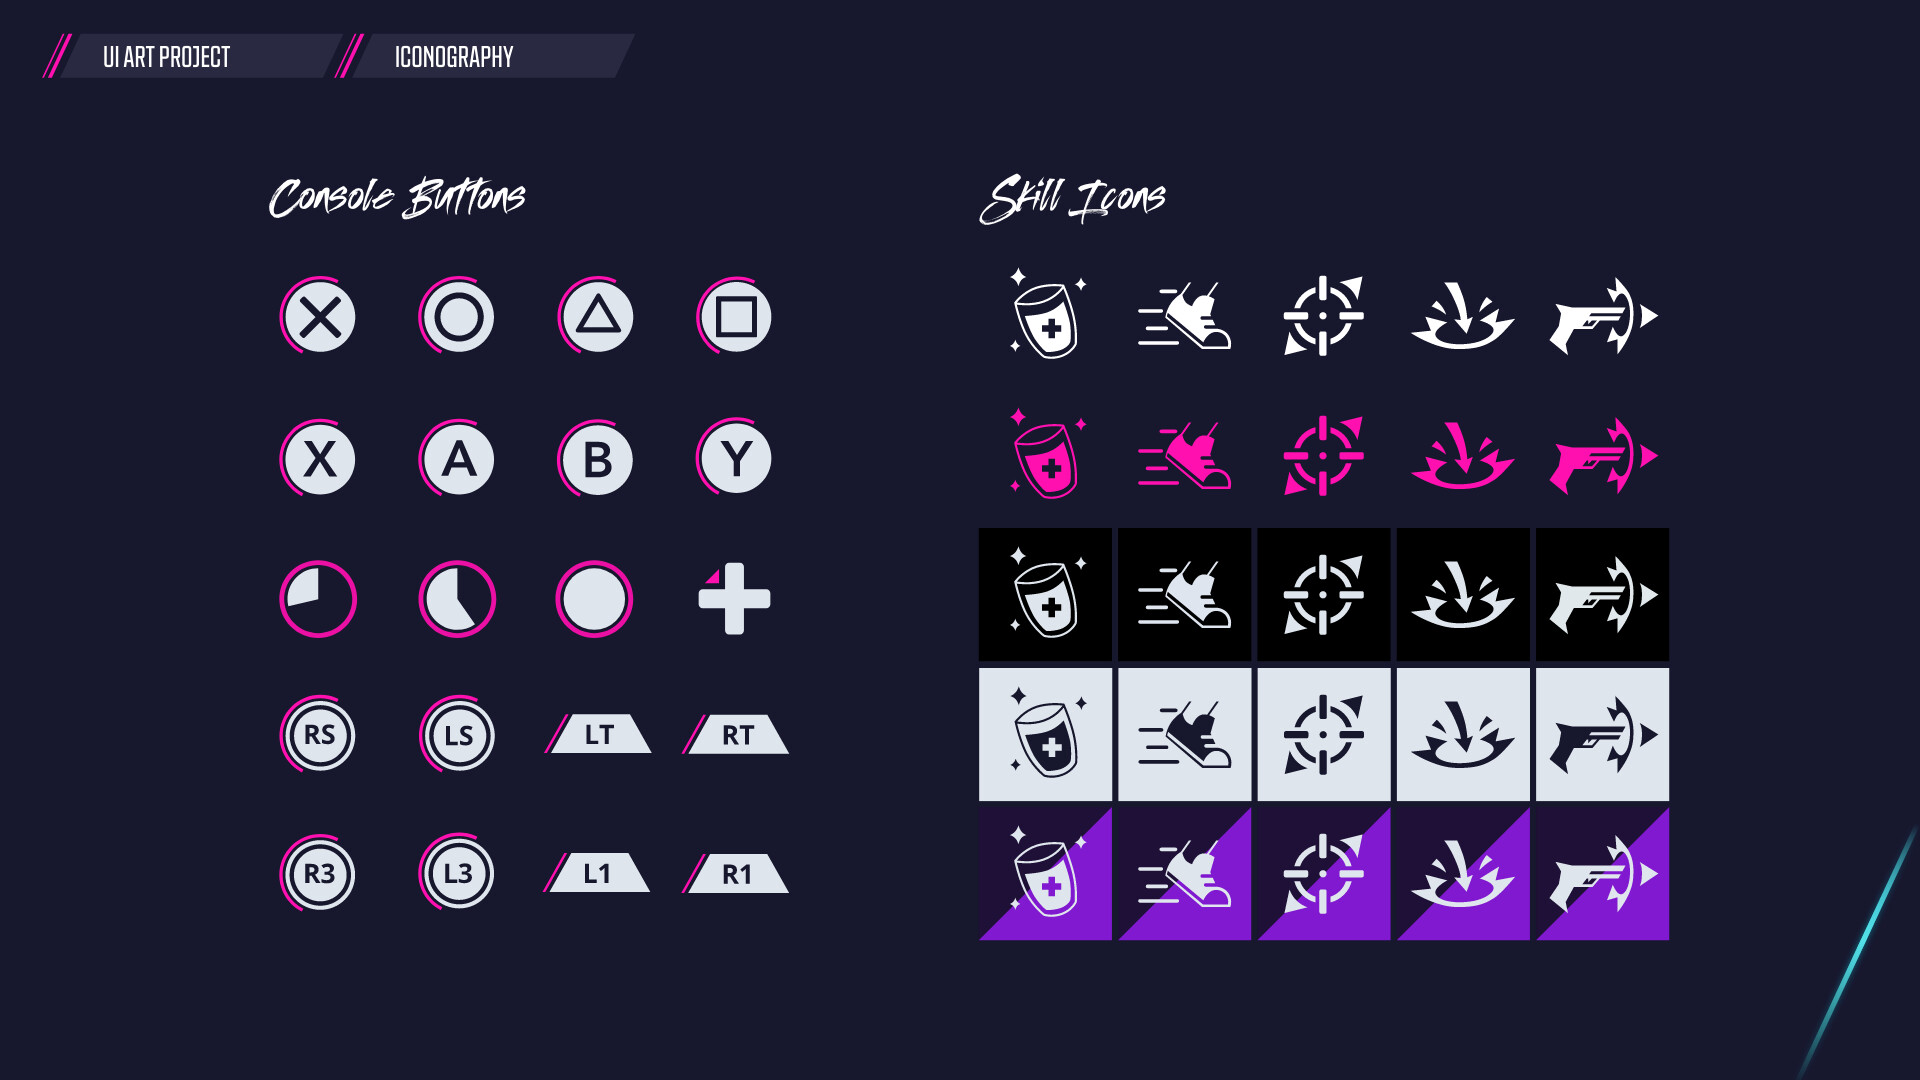 UI ART PROJECT
ICONOGRAPHY
Console Buttons
Skill Icons
X A B Y
RS LS LT RT
R3 L3 L1 R1